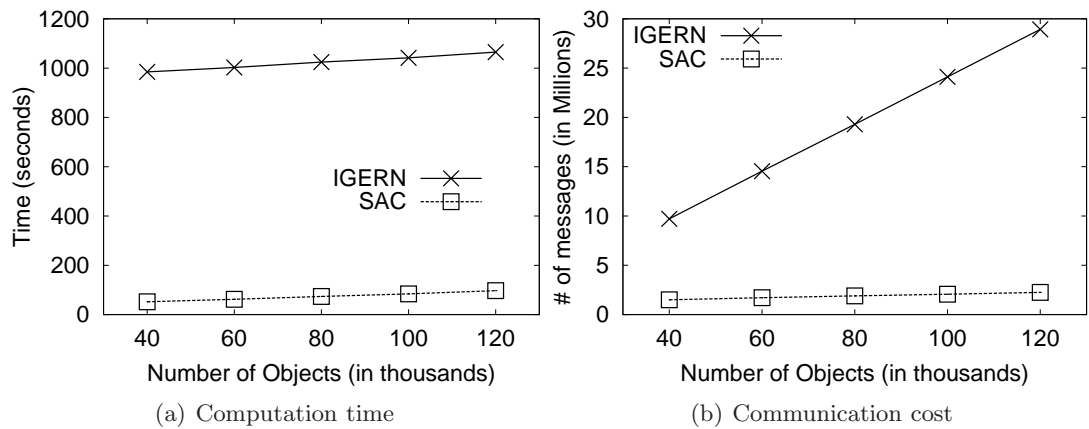 1200
1000
800
600
400
200
0
Time (seconds)
IGERN
SAC
40 60 80 100 120
Number of Objects (in thousands)
(a) Computation time
30
25
20
15
10
5
0
# of messages (in Millions)
IGERN
SAC
40 60 80 100 120
Number of Objects (in thousands)
(b) Communication cost